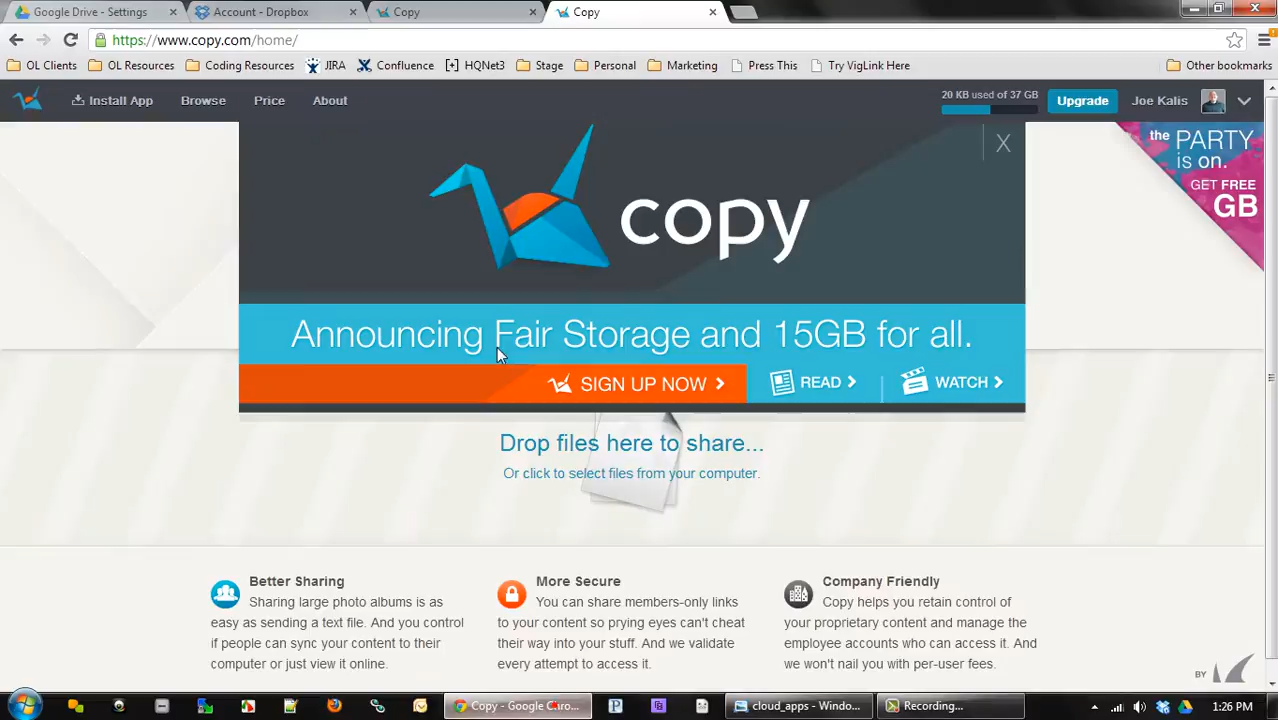 Google Drive - Settings
Account - Dropbox
Copy
Copy
https://www.copy.com/home/
OL Clients
OL Resources
Coding Resources
JIRA
Confluence
[+] HQNet3
Stage
Personal
Marketing
Press This
Try VigLink Here
Other bookmarks
Install App
Browse
Price
About
20 KB used of 37 GB
Upgrade
Joe Kalis
the PARTY
is on.
GET FREE
GB
X
copy
Announcing Fair Storage and 15GB for all.
SIGN UP NOW
READ
WATCH
Drop files here to share...
Or click to select files from your computer.
Better Sharing
Sharing large photo albums is as
easy as sending a text file. And you control
if people can sync your content to their
computer or just view it online.
More Secure
You can share members-only links
to your content so prying eyes can't cheat
their way into your stuff. And we validate
every attempt to access it.
Company Friendly
Copy helps you retain control of
your proprietary content and manage the
employee accounts who can access it. And
we won't nail you with per-user fees.
BY
Copy - Google Chro...
cloud_apps - Windo...
Recording...
1:26 PM